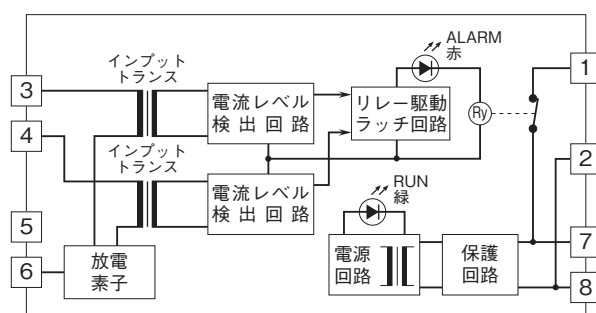 インプット
トランス
ALARM
赤
3
電流レベル
検出回路
リレー駆動
ラッチ回路
Ry
1
4
インプット
トランス
電流レベル
検出回路
2
RUN
緑
5
6
放電
素子
電源
回路
保護
回路
7
8